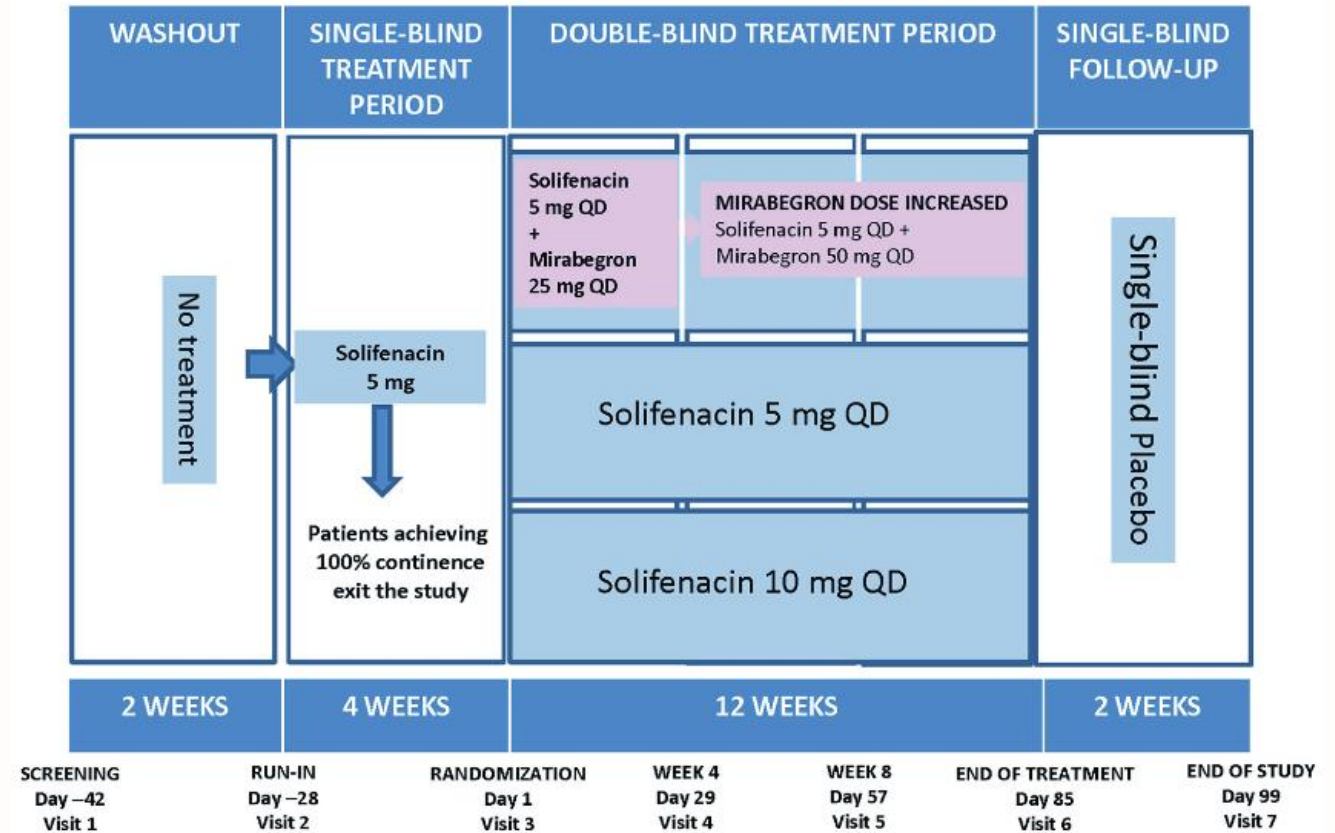 WASHOUT
SINGLE-BLIND
TREATMENT
PERIOD
DOUBLE-BLIND TREATMENT PERIOD
SINGLE-BLIND
FOLLOW-UP
No treatment
Solifenacin
5 mg
Patients achieving
100% continence
exit the study
Solifenacin
5 mg QD
+
Mirabegron
25 mg QD
MIRABEGRON DOSE INCREASED
Solifenacin 5 mg QD +
Mirabegron 50 mg QD
Solifenacin 5 mg QD
Solifenacin 10 mg QD
Single-blind Placebo
2 WEEKS
4 WEEKS
12 WEEKS
2 WEEKS
SCREENING
Day –42
Visit 1
RUN-IN
Day –28
Visit 2
RANDOMIZATION
Day 1
Visit 3
WEEK 4
Day 29
Visit 4
WEEK 8
Day 57
Visit 5
END OF TREATMENT
Day 85
Visit 6
END OF STUDY
Day 99
Visit 7